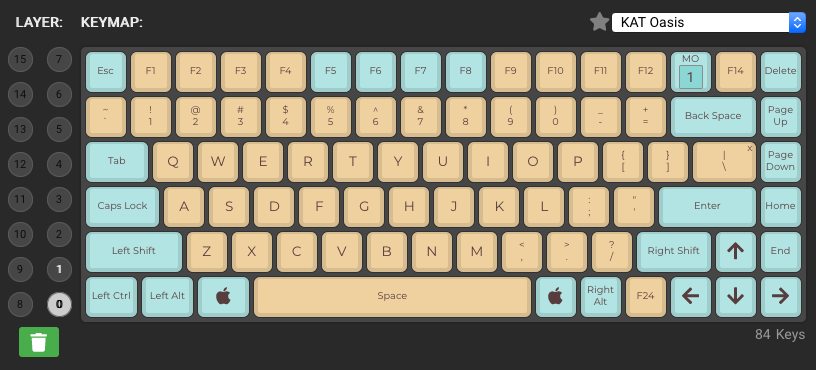 LAYER: KEYMAP: KAT Oasis
15 7
14 6
13 5
12 4
11 3
10 2
9 1
8 0
Esc F1 F2 F3 F4 F5 F6 F7 F8 F9 F10 F11 F12 MO 1 F14 Delete
~ ! @ # $ % ^ & * ( ) _ +
` 1 2 3 4 5 6 7 8 9 0 - = Back Space Page Up
Tab Q W E R T Y U I O P { [ } ] | \ x Page Down
Caps Lock A S D F G H J K L : ; " ' Enter Home
Left Shift Z X C V B N M < , > . ? / Right Shift End
Left Ctrl Left Alt Space Right Alt F24
84 Keys